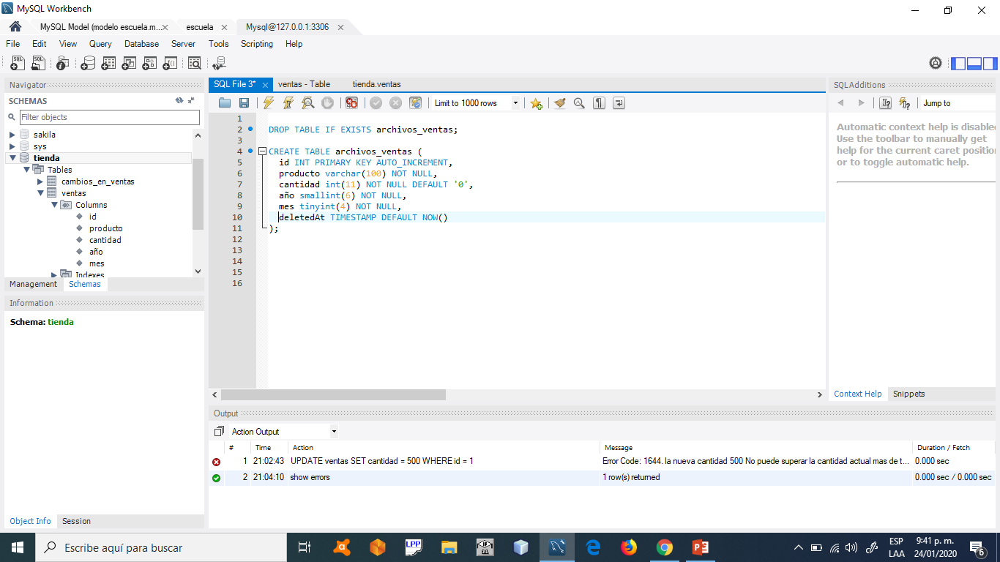 MySQL Workbench
MySQL Model (modelo escuela.m...
escuela
Mysql@127.0.0.1:3306
File Edit View Query Database Server Tools Scripting Help
Navigator
SCHEMAS
Filter objects
sakila
sys
tienda
Tables
cambios_en_ventas
ventas
Columns
id
producto
cantidad
año
mes
Indexes
Management Schemas
Information
Schema: tienda
Object Info Session
SQL File 3* ventas - Table tienda.ventas
Limit to 1000 rows
1
2 DROP TABLE IF EXISTS archivos_ventas;
3
4 CREATE TABLE archivos_ventas (
5 id INT PRIMARY KEY AUTO_INCREMENT,
6 producto varchar(100) NOT NULL,
7 cantidad int(11) NOT NULL DEFAULT '0',
8 año smallint(6) NOT NULL,
9 mes tinyint(4) NOT NULL,
10 deletedAt TIMESTAMP DEFAULT NOW()
11 );
12
13
14
15
16
SQLAdditions
Jump to
Automatic context help is disable
Use the toolbar to manually get
help for the current caret position
or to toggle automatic help.
Context Help Snippets
Output
Action Output
# Time Action Message Duration / Fetch
1 21:02:43 UPDATE ventas SET cantidad = 500 WHERE id = 1 Error Code: 1644. la nueva cantidad 500 No puede superar la cantidad actual mas de t... 0.000 sec
2 21:04:10 show errors 1 row(s) returned 0.000 sec / 0.000 sec
Escribe aquí para buscar
LPP
ESP
LAA
9:41 p. m.
24/01/2020
6